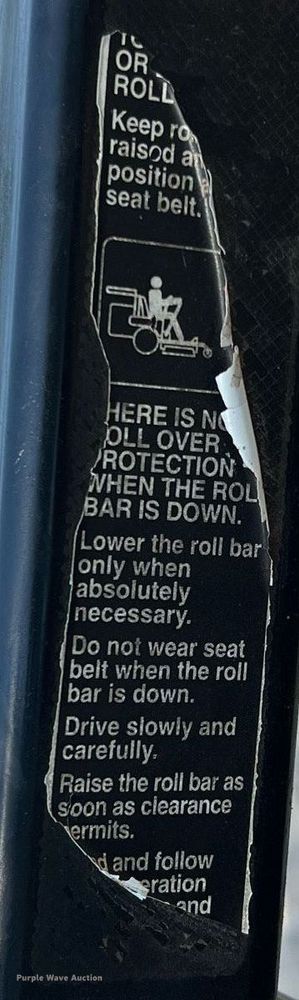 OR
ROLL
Keep ro
raised a
position a
seat belt.
HERE IS NO
OLL OVER
ROTECTION
WHEN THE ROL
BAR IS DOWN.
Lower the roll bar
only when
absolutely
necessary.
Do not wear seat
belt when the roll
bar is down.
Drive slowly and
carefully.
Raise the roll bar as
soon as clearance
ermits.
d and follow
eration
and
Purple Wave Auction